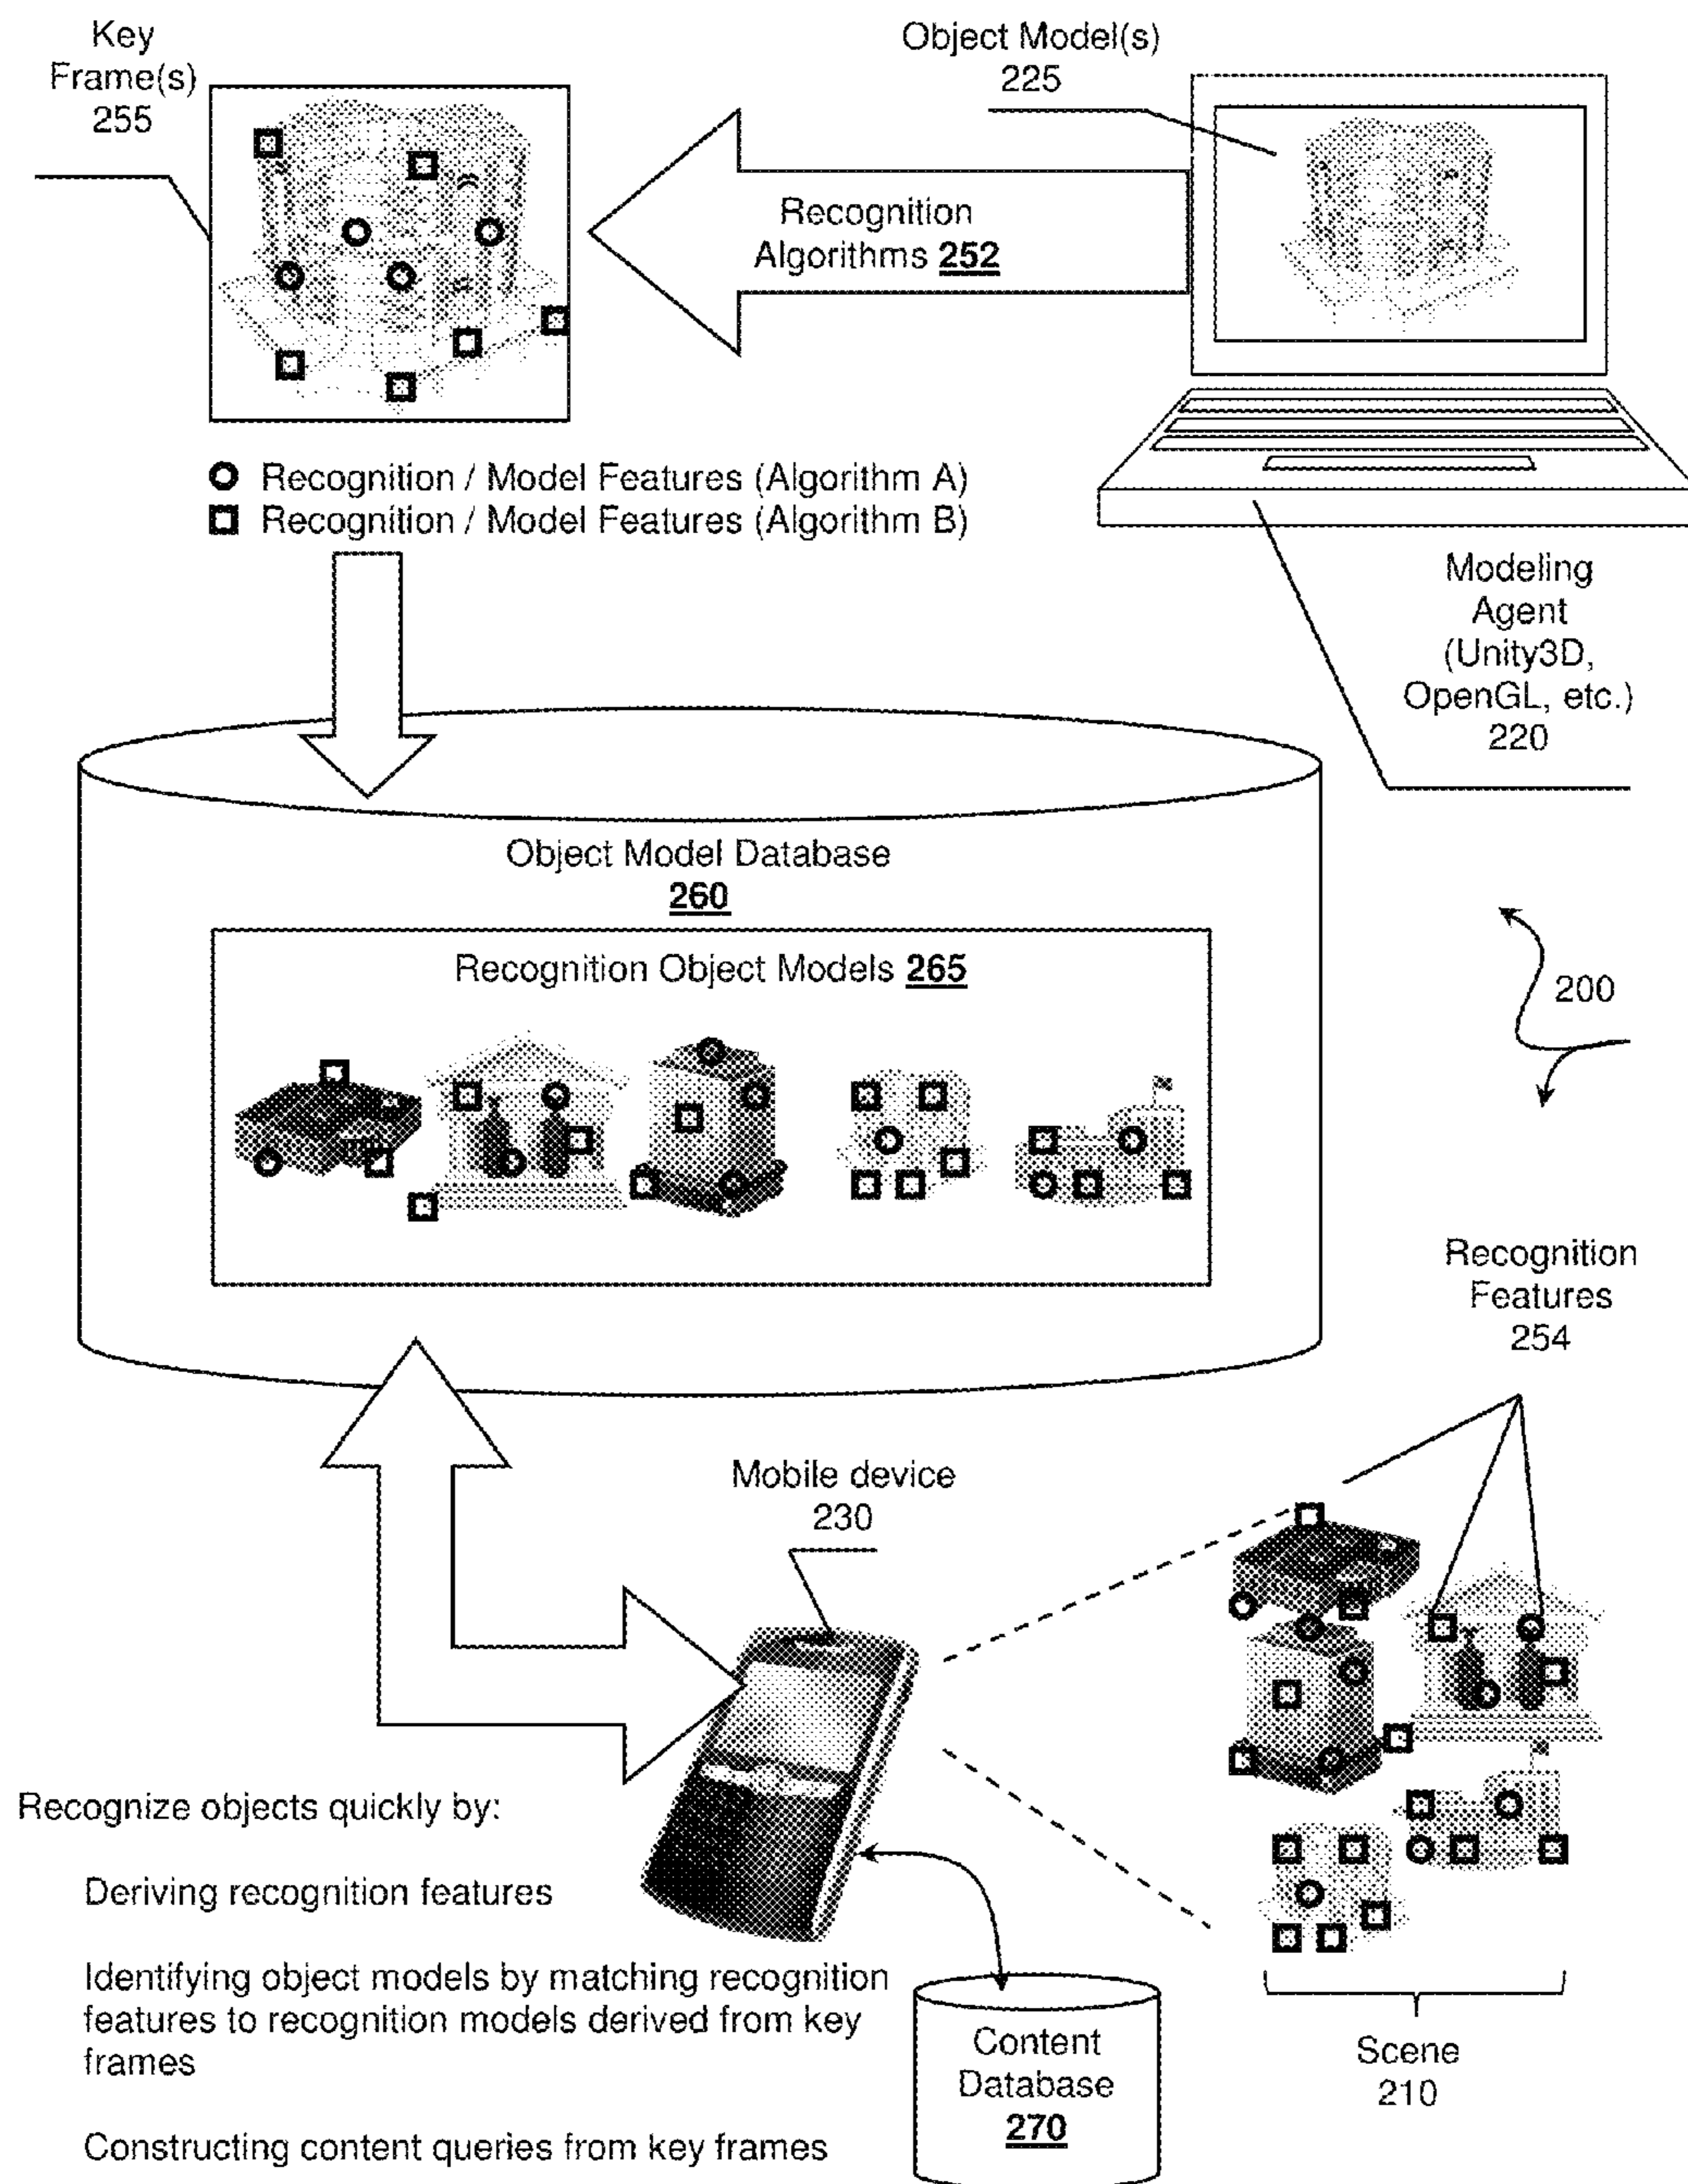 Key
Frame(s)
255
Object Model(s)
225
Recognition
Algorithms 252
Recognition / Model Features (Algorithm A)
Recognition / Model Features (Algorithm B)
Modeling
Agent
(Unity3D,
OpenGL, etc.)
220
Object Model Database
260
Recognition Object Models 265
200
Recognition
Features
254
Mobile device
230
Recognize objects quickly by:
Deriving recognition features
Identifying object models by matching recognition
features to recognition models derived from key
frames
Constructing content queries from key frames
Content
Database
270
Scene
210